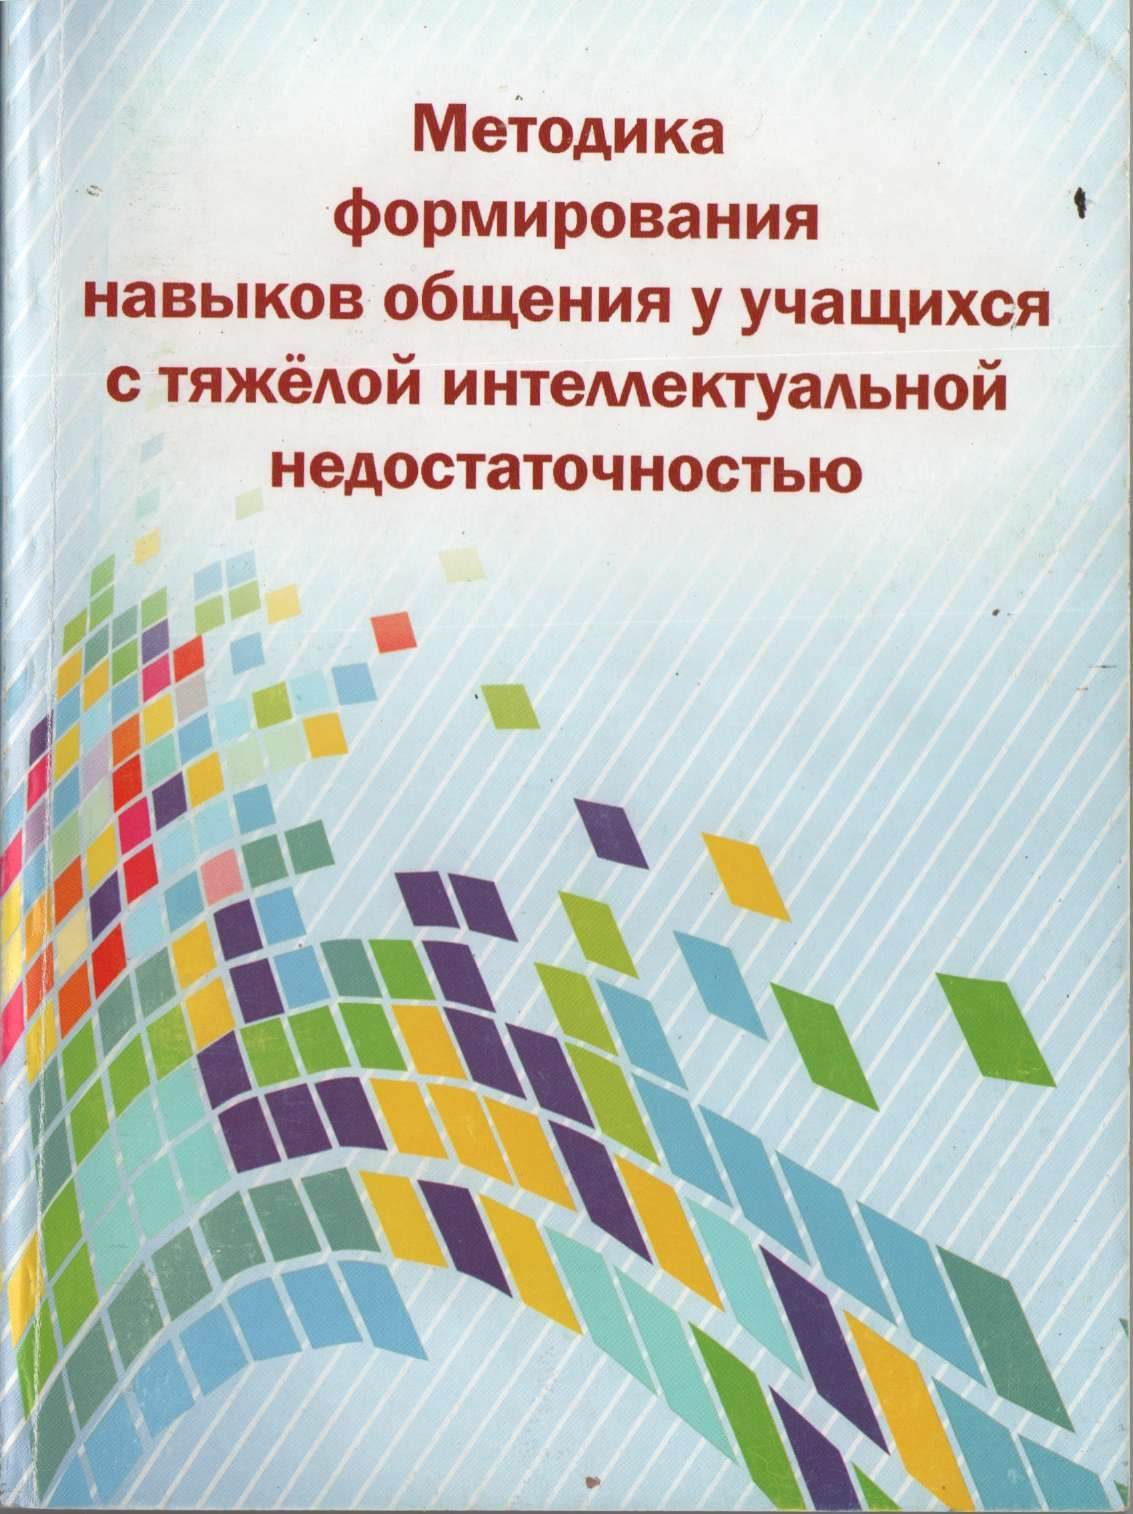 Методика
формирования
навыков общения у учащихся
с тяжёлой интеллектуальной
недостаточностью